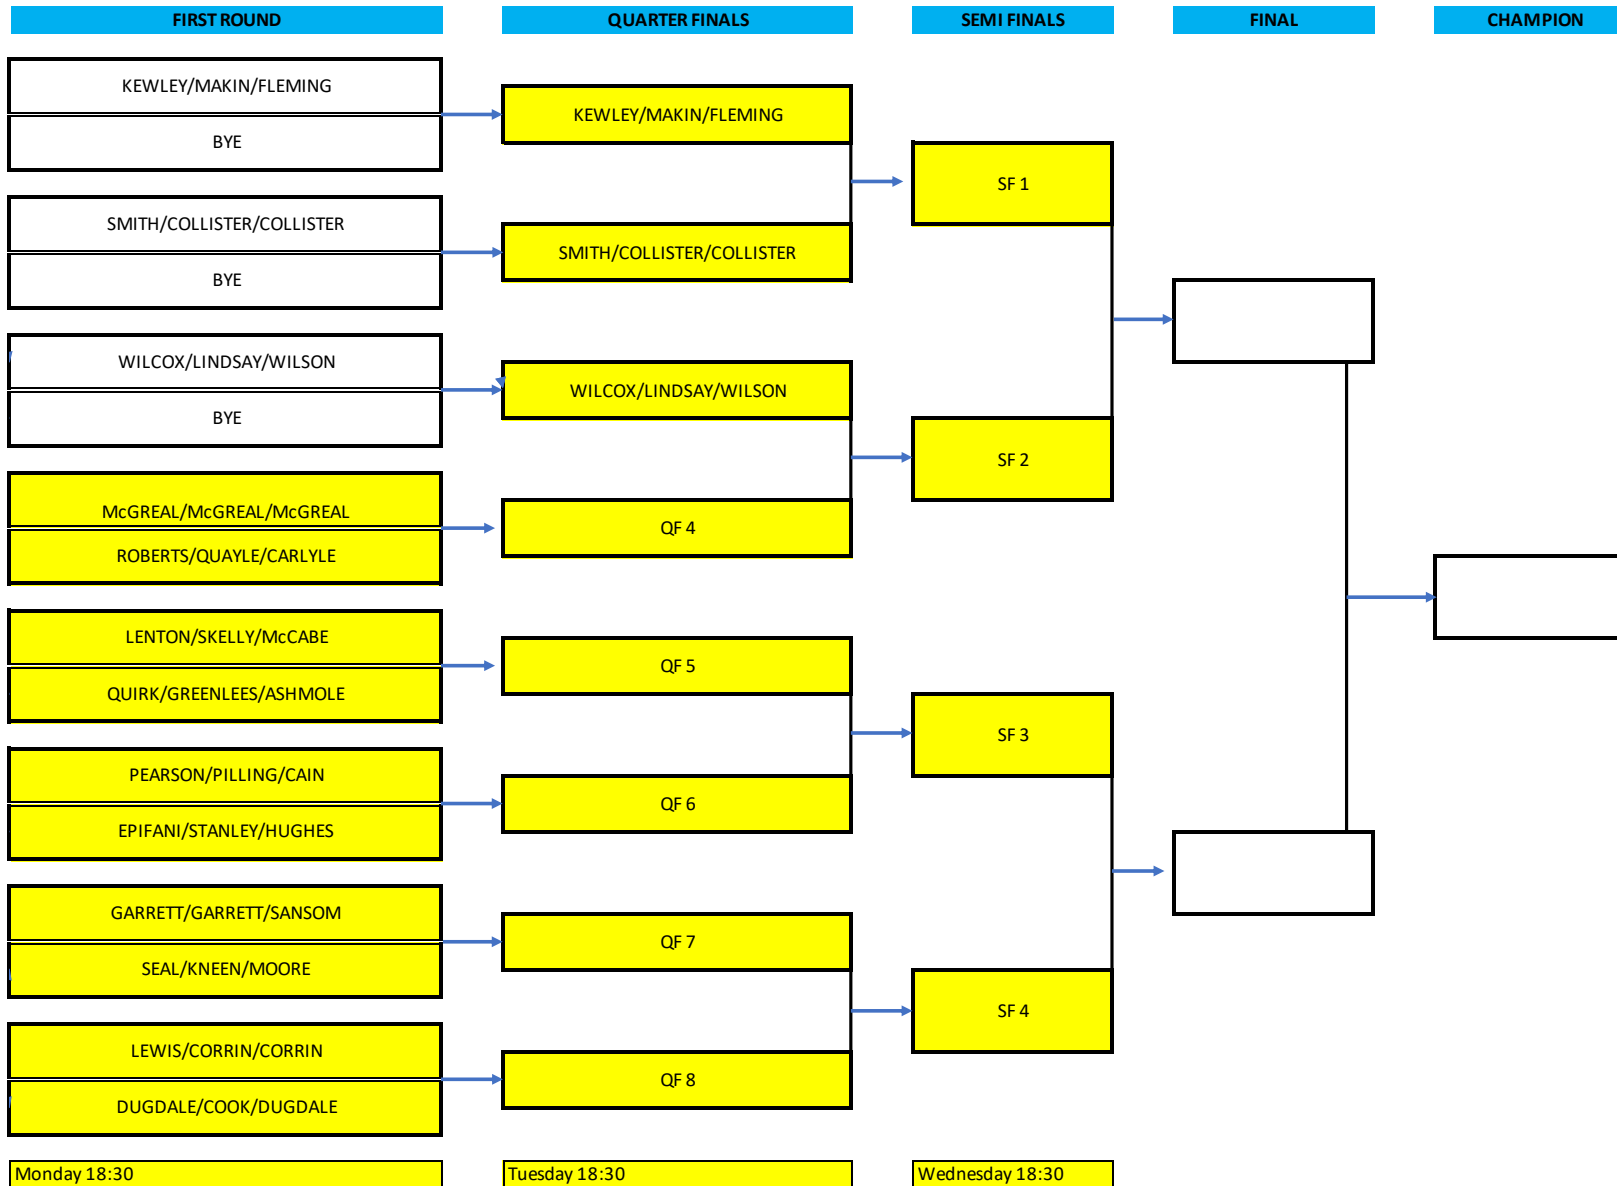 FIRST ROUND
QUARTER FINALS
SEMI FINALS
FINAL
CHAMPION
KEWLEY/MAKIN/FLEMING
BYE
SMITH/COLLISTER/COLLISTER
BYE
WILCOX/LINDSAY/WILSON
BYE
McGREAL/McGREAL/McGREAL
ROBERTS/QUAYLE/CARLYLE
LENTON/SKELLY/McCABE
QUIRK/GREENLEES/ASHMOLE
PEARSON/PILLING/CAIN
EPIFANI/STANLEY/HUGHES
GARRETT/GARRETT/SANSOM
SEAL/KNEEN/MOORE
LEWIS/CORRIN/CORRIN
DUGDALE/COOK/DUGDALE
Monday 18:30
KEWLEY/MAKIN/FLEMING
SMITH/COLLISTER/COLLISTER
WILCOX/LINDSAY/WILSON
QF 4
QF 5
QF 6
QF 7
QF 8
Tuesday 18:30
SF 1
SF 2
SF 3
SF 4
Wednesday 18:30